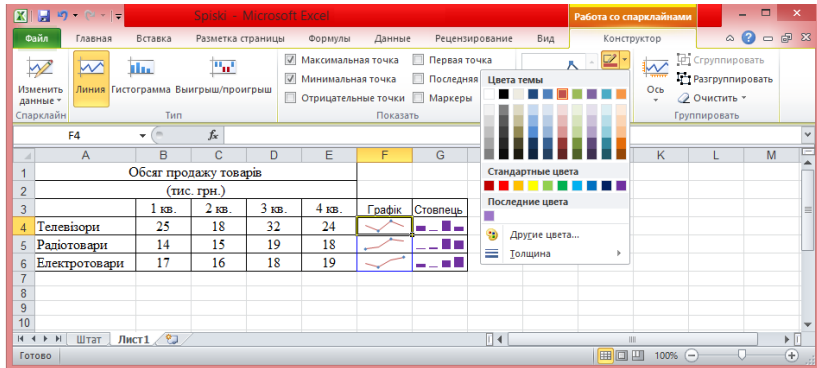 Spiski - Microsoft Excel Работа со спарклайнами
Файл Главная Вставка Разметка страницы Формулы Данные Рецензирование Вид Конструктор
Изменить данные Линия Гистограмма Выигрыш/проигрыш
Максимальная точка Первая точка
Минимальная точка Последняя
Отрицательные точки Маркеры
Ось
Сгруппировать
Разгруппировать
Очистить
Спарклайн Тип Показать Группировать
F4 fx
A B C D E F G K L M
1 Обсяг продажу товарів
2 (тис. грн.)
3 1 кв. 2 кв. 3 кв. 4 кв. Графік Стовпець
4 Телевізори 25 18 32 24
5 Радіотовари 14 15 19 18
6 Електротовари 17 16 18 19
7
8
9
10
Цвета темы
Стандартные цвета
Последние цвета
Другие цвета...
Толщина
Штат Лист1
Готово 100%